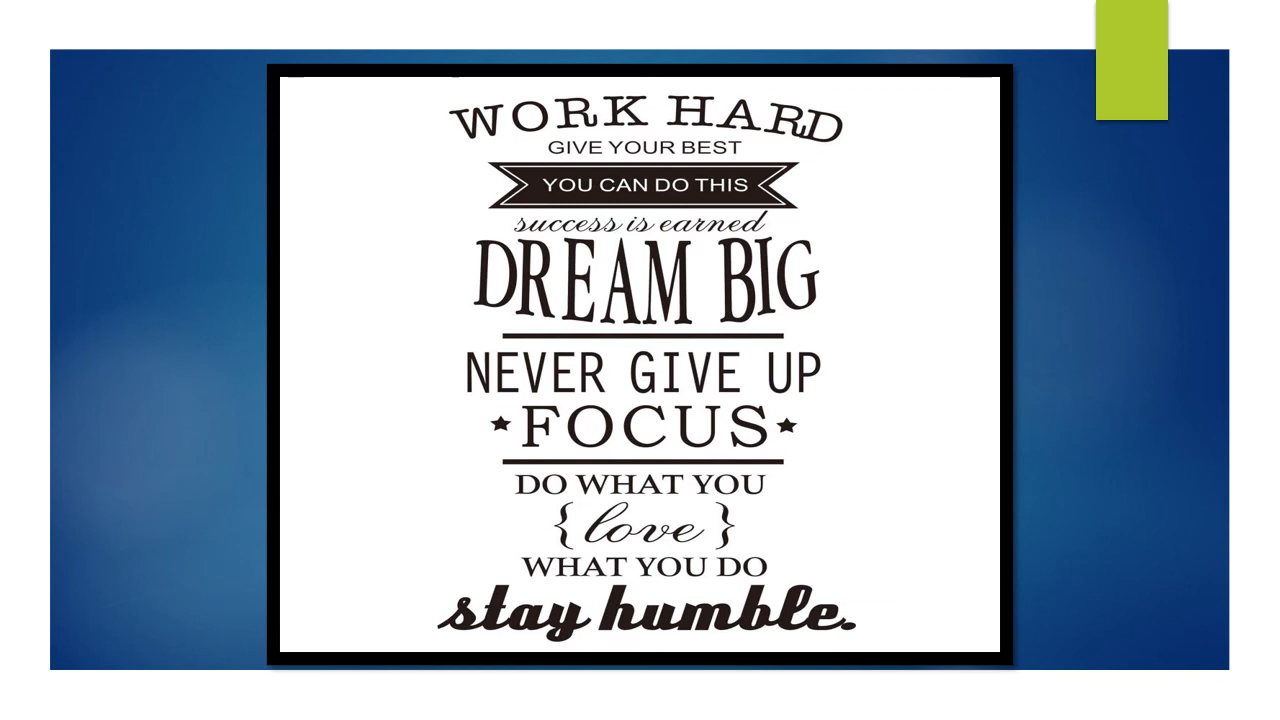 WORK HARD
GIVE YOUR BEST
YOU CAN DO THIS
success is earned
DREAM BIG
NEVER GIVE UP
FOCUS
DO WHAT YOU
{love}
WHAT YOU DO
stay humble.